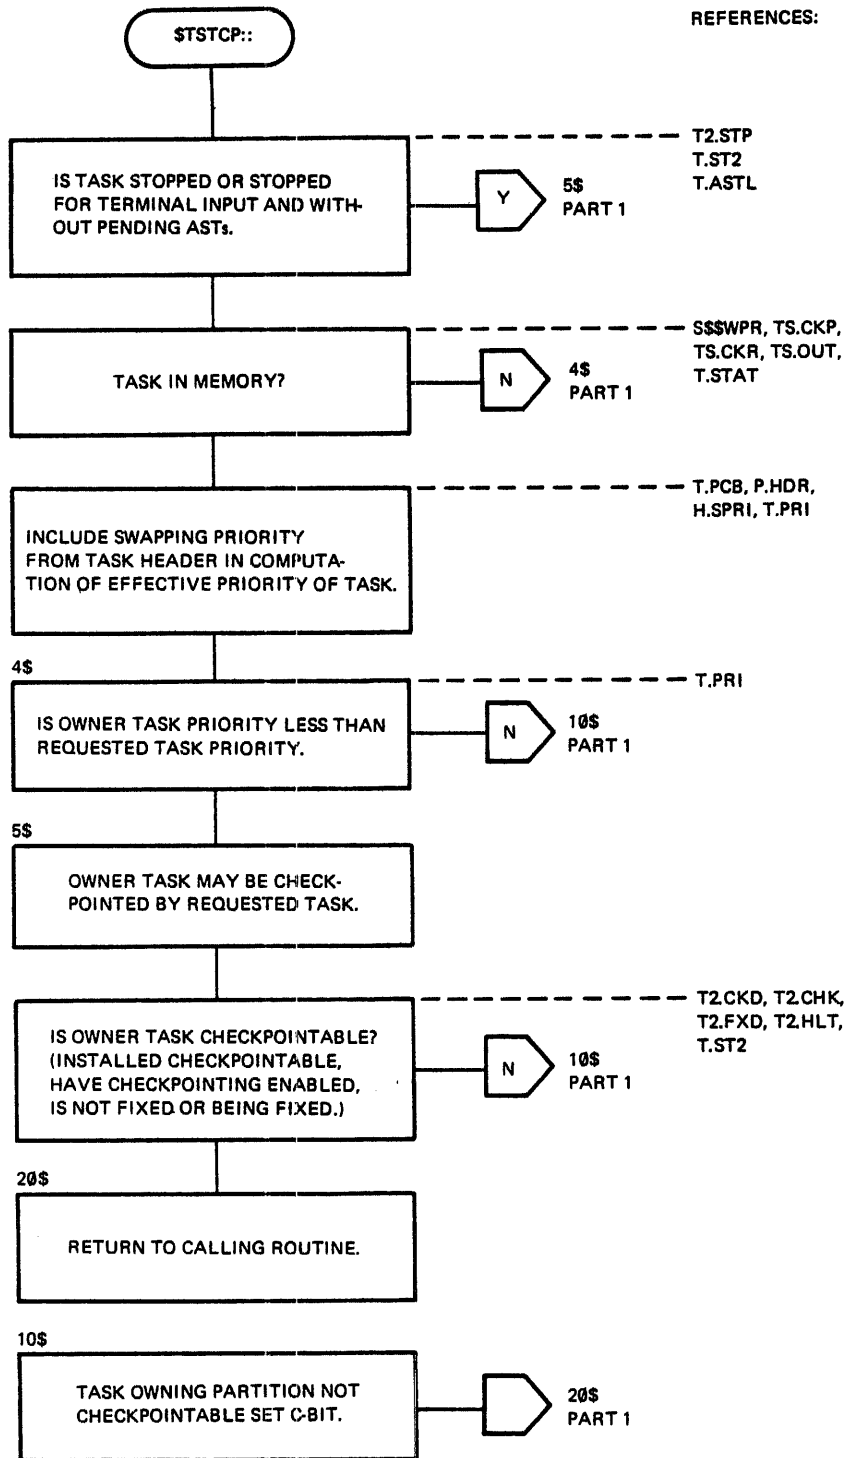 $TSTCP::
REFERENCES:
IS TASK STOPPED OR STOPPED
FOR TERMINAL INPUT AND WITH-
OUT PENDING ASTs.
Y
5$
PART 1
T2.STP
T.ST2
T.ASTL
TASK IN MEMORY?
N
4$
PART 1
S$$WPR, TS.CKP,
TS.CKR, TS.OUT,
T.STAT
INCLUDE SWAPPING PRIORITY
FROM TASK HEADER IN COMPUTA-
TION OF EFFECTIVE PRIORITY OF TASK.
T.PCB, P.HDR,
H.SPRI, T.PRI
4$
IS OWNER TASK PRIORITY LESS THAN
REQUESTED TASK PRIORITY.
N
10$
PART 1
T.PRI
5$
OWNER TASK MAY BE CHECK-
POINTED BY REQUESTED TASK.
IS OWNER TASK CHECKPOINTABLE?
(INSTALLED CHECKPOINTABLE,
HAVE CHECKPOINTING ENABLED,
IS NOT FIXED OR BEING FIXED.)
N
10$
PART 1
T2.CKD, T2.CHK,
T2.FXD, T2.HLT,
T.ST2
20$
RETURN TO CALLING ROUTINE.
10$
TASK OWNING PARTITION NOT
CHECKPOINTABLE SET C-BIT.
20$
PART 1